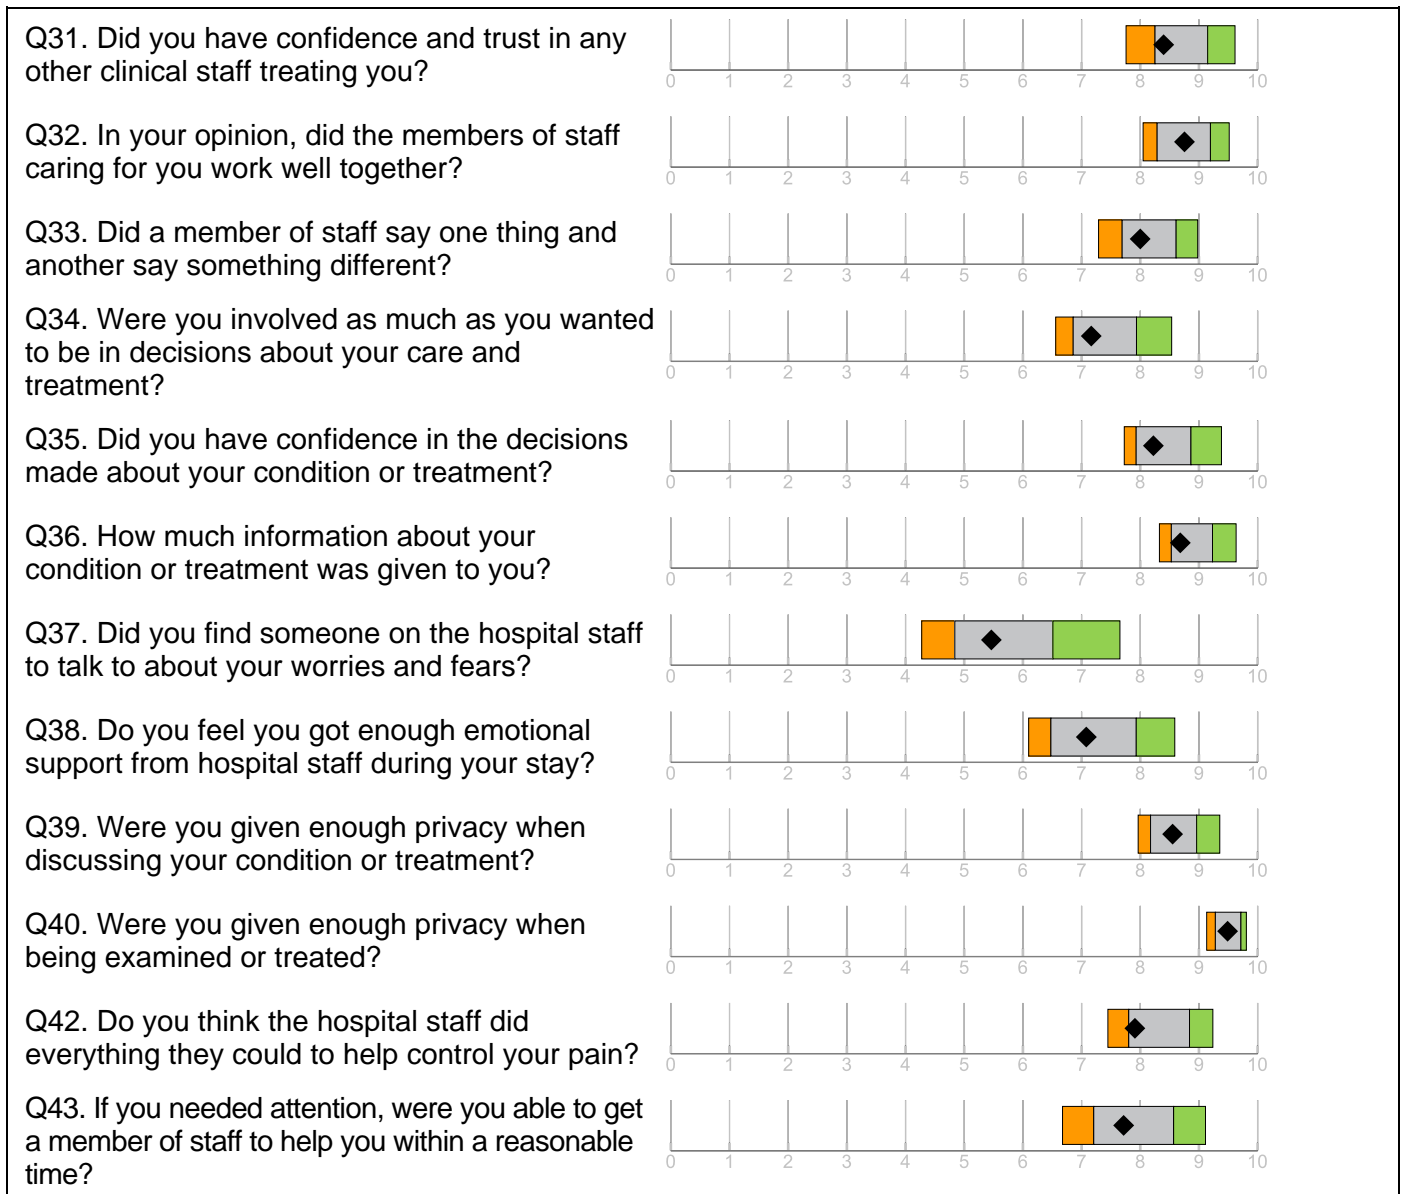 Q31. Did you have confidence and trust in any
other clinical staff treating you?
0 1 2 3 4 5 6 7 8 9 10
Q32. In your opinion, did the members of staff
caring for you work well together?
0 1 2 3 4 5 6 7 8 9 10
Q33. Did a member of staff say one thing and
another say something different?
0 1 2 3 4 5 6 7 8 9 10
Q34. Were you involved as much as you wanted
to be in decisions about your care and
treatment?
0 1 2 3 4 5 6 7 8 9 10
Q35. Did you have confidence in the decisions
made about your condition or treatment?
0 1 2 3 4 5 6 7 8 9 10
Q36. How much information about your
condition or treatment was given to you?
0 1 2 3 4 5 6 7 8 9 10
Q37. Did you find someone on the hospital staff
to talk to about your worries and fears?
0 1 2 3 4 5 6 7 8 9 10
Q38. Do you feel you got enough emotional
support from hospital staff during your stay?
0 1 2 3 4 5 6 7 8 9 10
Q39. Were you given enough privacy when
discussing your condition or treatment?
0 1 2 3 4 5 6 7 8 9 10
Q40. Were you given enough privacy when
being examined or treated?
0 1 2 3 4 5 6 7 8 9 10
Q42. Do you think the hospital staff did
everything they could to help control your pain?
0 1 2 3 4 5 6 7 8 9 10
Q43. If you needed attention, were you able to get
a member of staff to help you within a reasonable
time?
0 1 2 3 4 5 6 7 8 9 10